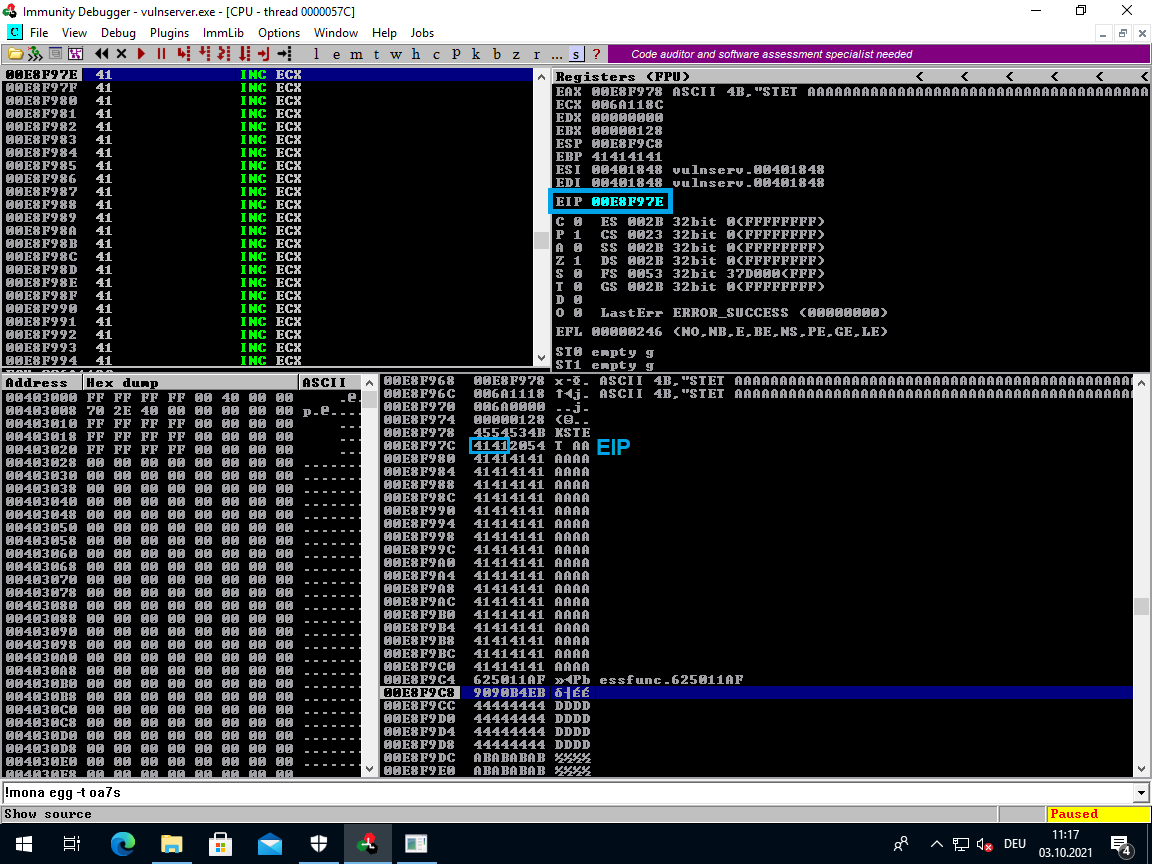 Immunity Debugger - vulnserver.exe - [CPU - thread 0000057C]
C File View Debug Plugins ImmLib Options Window Help Jobs
l e m t w h c P k b z r ... s ? Code auditor and software assessment specialist needed
00E8F97E 41 INC ECX
00E8F97F 41 INC ECX
00E8F980 41 INC ECX
00E8F981 41 INC ECX
00E8F982 41 INC ECX
00E8F983 41 INC ECX
00E8F984 41 INC ECX
00E8F985 41 INC ECX
00E8F986 41 INC ECX
00E8F987 41 INC ECX
00E8F988 41 INC ECX
00E8F989 41 INC ECX
00E8F98A 41 INC ECX
00E8F98B 41 INC ECX
00E8F98C 41 INC ECX
00E8F98D 41 INC ECX
00E8F98E 41 INC ECX
00E8F98F 41 INC ECX
00E8F990 41 INC ECX
00E8F991 41 INC ECX
00E8F992 41 INC ECX
00E8F993 41 INC ECX
00E8F994 41 INC ECX
Registers (FPU) < < < < < <
EAX 00E8F978 ASCII 4B,"STET AAAAAAAAAAAAAAAAAAAAAAAAAAAAAAAAAAAAAA
ECX 006A118C
EDX 00000000
EBX 00000128
ESP 00E8F9C8
EBP 41414141
ESI 00401848 vulnserv.00401848
EDI 00401848 vulnserv.00401848
EIP 00E8F97E
C 0 ES 002B 32bit 0(FFFFFFFF)
P 1 CS 0023 32bit 0(FFFFFFFF)
A 0 SS 002B 32bit 0(FFFFFFFF)
Z 1 DS 002B 32bit 0(FFFFFFFF)
S 0 FS 0053 32bit 37D000(FFF)
T 0 GS 002B 32bit 0(FFFFFFFF)
D 0
O 0 LastErr ERROR_SUCCESS (00000000)
EFL 00000246 (NO,NB,E,BE,NS,PE,GE,LE)
ST0 empty g
ST1 empty g
Address Hex dump ASCII
00403000 FF FF FF FF 00 40 00 00 .@.
00403008 70 2E 40 00 00 00 00 00 p.@....
00403010 FF FF FF FF 00 00 00 00 ...
00403018 FF FF FF FF 00 00 00 00 ...
00403020 FF FF FF FF 00 00 00 00 ...
00403028 00 00 00 00 00 00 00 00 .......
00403030 00 00 00 00 00 00 00 00 .......
00403038 00 00 00 00 00 00 00 00 .......
00403040 00 00 00 00 00 00 00 00 .......
00403048 00 00 00 00 00 00 00 00 .......
00403050 00 00 00 00 00 00 00 00 .......
00403058 00 00 00 00 00 00 00 00 .......
00403060 00 00 00 00 00 00 00 00 .......
00403068 00 00 00 00 00 00 00 00 .......
00403070 00 00 00 00 00 00 00 00 .......
00403078 00 00 00 00 00 00 00 00 .......
00403080 00 00 00 00 00 00 00 00 .......
00403088 00 00 00 00 00 00 00 00 .......
00403090 00 00 00 00 00 00 00 00 .......
00403098 00 00 00 00 00 00 00 00 .......
004030A0 00 00 00 00 00 00 00 00 .......
004030A8 00 00 00 00 00 00 00 00 .......
004030B0 00 00 00 00 00 00 00 00 .......
004030B8 00 00 00 00 00 00 00 00 .......
004030C0 00 00 00 00 00 00 00 00 .......
004030C8 00 00 00 00 00 00 00 00 .......
004030D0 00 00 00 00 00 00 00 00 .......
004030D8 00 00 00 00 00 00 00 00 .......
004030E0 00 00 00 00 00 00 00 00 .......
004030E8 00 00 00 00 00 00 00 00 .......
00E8F968 00E8F978 ASCII 4B,"STET AAAAAAAAAAAAAAAAAAAAAAAAAAAAAAAAAAAAAAAAAAAA
00E8F96C 006A1118 ASCII 4B,"STET AAAAAAAAAAAAAAAAAAAAAAAAAAAAAAAAAAAAAAAAAAAA
00E8F970 006A0000 ..j.
00E8F974 00000128
00E8F978 4554534B KSTE
00E8F97C 41412054 T AA EIP
00E8F980 41414141 AAAA
00E8F984 41414141 AAAA
00E8F988 41414141 AAAA
00E8F98C 41414141 AAAA
00E8F990 41414141 AAAA
00E8F994 41414141 AAAA
00E8F998 41414141 AAAA
00E8F99C 41414141 AAAA
00E8F9A0 41414141 AAAA
00E8F9A4 41414141 AAAA
00E8F9A8 41414141 AAAA
00E8F9AC 41414141 AAAA
00E8F9B0 41414141 AAAA
00E8F9B4 41414141 AAAA
00E8F9B8 41414141 AAAA
00E8F9BC 41414141 AAAA
00E8F9C0 41414141 AAAA
00E8F9C4 625011AF »◄Pb essfunc.625011AF
00E8F9C8 9090B4EB δ┤ÉÉ
00E8F9CC 44444444 DDDD
00E8F9D0 44444444 DDDD
00E8F9D4 44444444 DDDD
00E8F9D8 44444444 DDDD
00E8F9DC ABABABAB ½½½½
00E8F9E0 ABABABAB ½½½½
!mona egg -t oa7s
Show source
Paused
DEU
11:17
03.10.2021
4